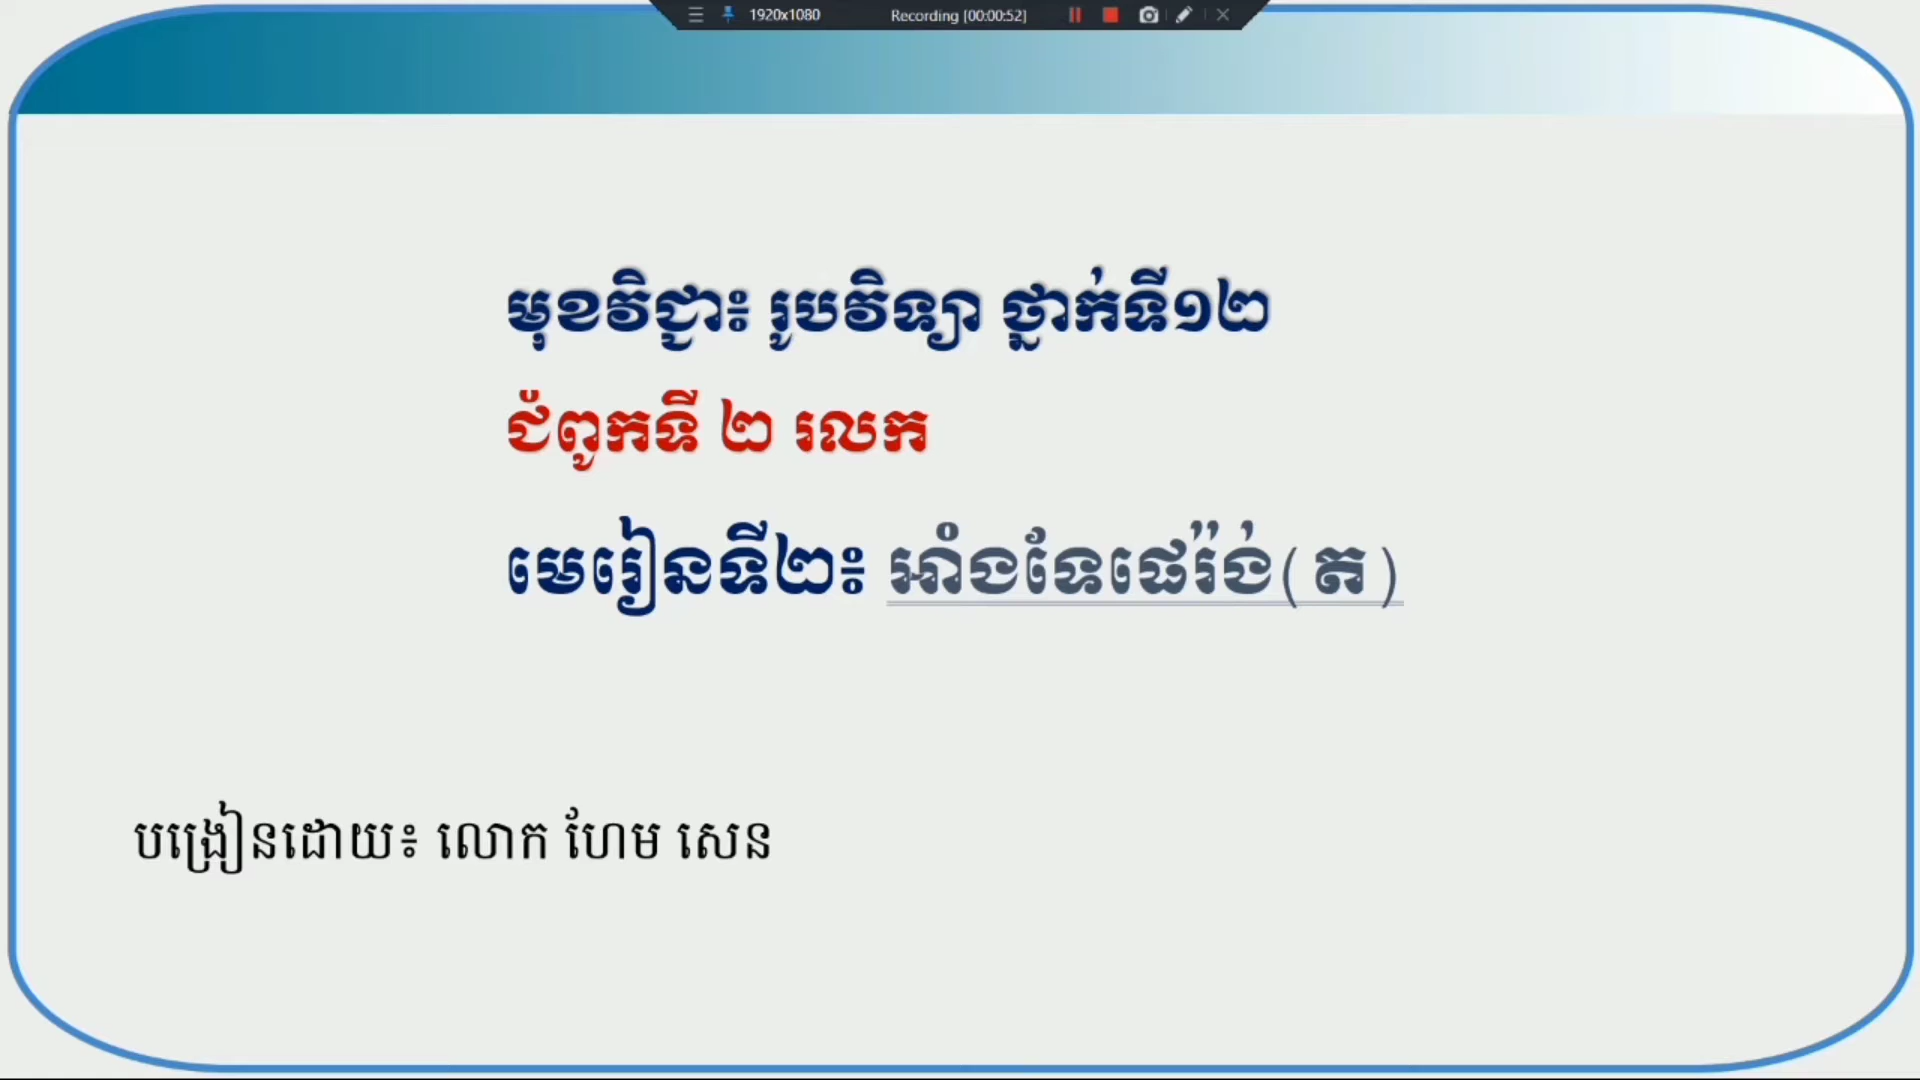 1920x1080 Recording [00:00:52]
មុខវិជ្ជា៖ រូបវិទ្យា ថ្នាក់ទី១២
ជំពូកទី ២ រលក
មេរៀនទី២៖ អាំងទែផេរ៉ង់(ត)
បង្រៀនដោយ៖ លោក ហែម សេន